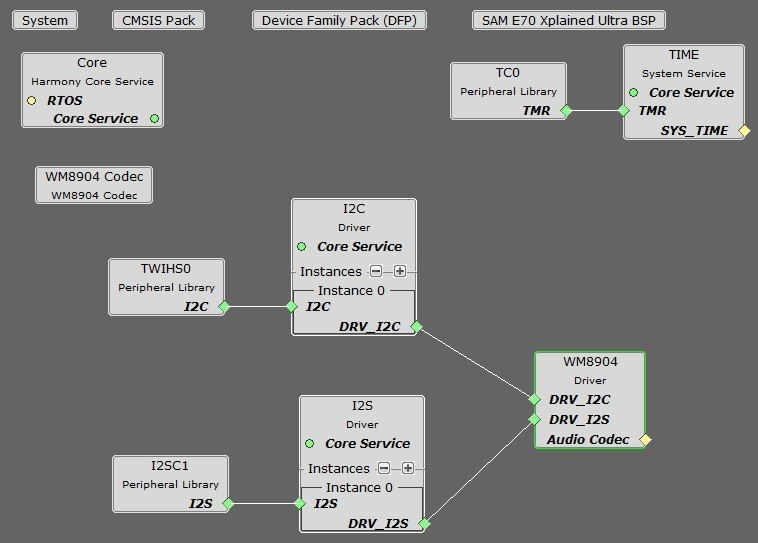 System
CMSIS Pack
Device Family Pack (DFP)
SAM E70 Xplained Ultra BSP
Core
Harmony Core Service
RTOS
Core Service
TC0
Peripheral Library
TMR
TIME
System Service
Core Service
TMR
SYS_TIME
WM8904 Codec
WM8904 Codec
I2C
Driver
Core Service
Instances
Instance 0
I2C
DRV_I2C
TWIHS0
Peripheral Library
I2C
WM8904
Driver
DRV_I2C
DRV_I2S
Audio Codec
I2S
Driver
Core Service
Instances
Instance 0
I2S
DRV_I2S
I2SC1
Peripheral Library
I2S